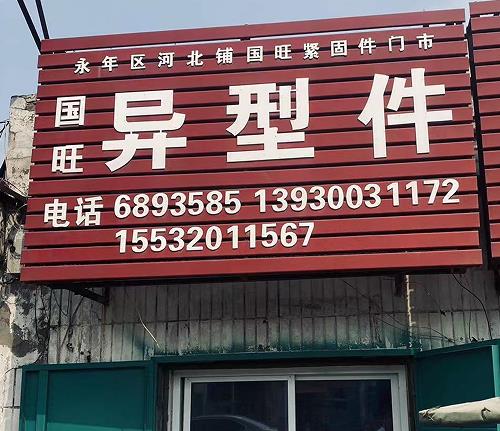 永年区河北铺国旺紧固件门市
国旺 异型件
电话 6893585 13930031172
15532011567